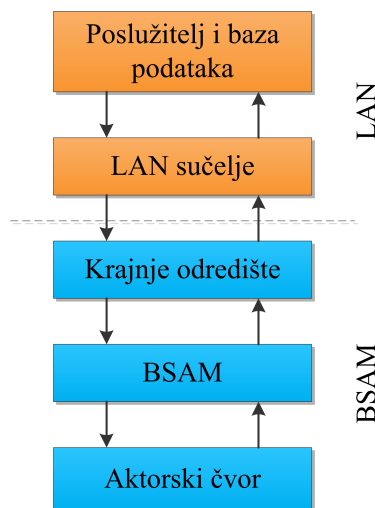 Poslužitelj i baza
podataka
LAN
LAN sučelje
Krajnje odredište
BSAM
BSAM
Aktorski čvor